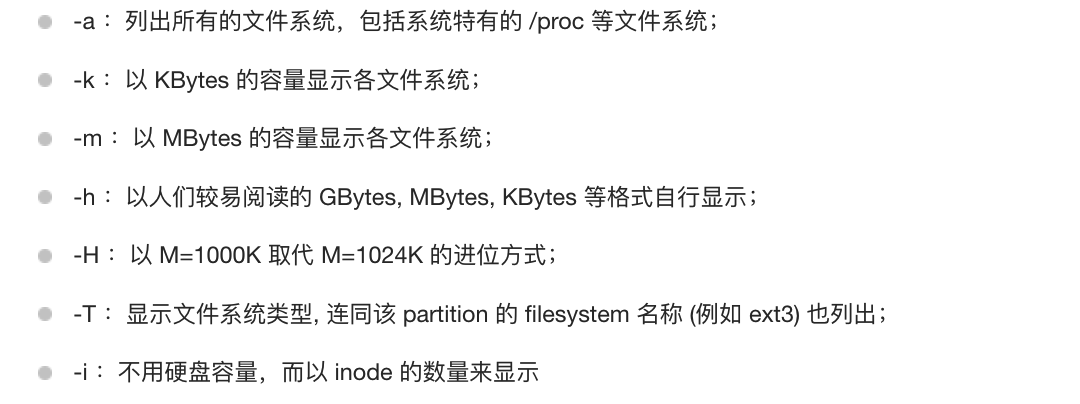 -a： 列出所有的文件系统，包括系统特有的 /proc 等文件系统；
-k： 以 KBytes 的容量显示各文件系统；
-m： 以 MBytes 的容量显示各文件系统；
-h： 以人们较易阅读的 GBytes, MBytes, KBytes 等格式自行显示；
-H： 以 M=1000K 取代 M=1024K 的进位方式；
-T： 显示文件系统类型, 连同该 partition 的 filesystem 名称 (例如 ext3) 也列出；
-i： 不用硬盘容量，而以 inode 的数量来显示